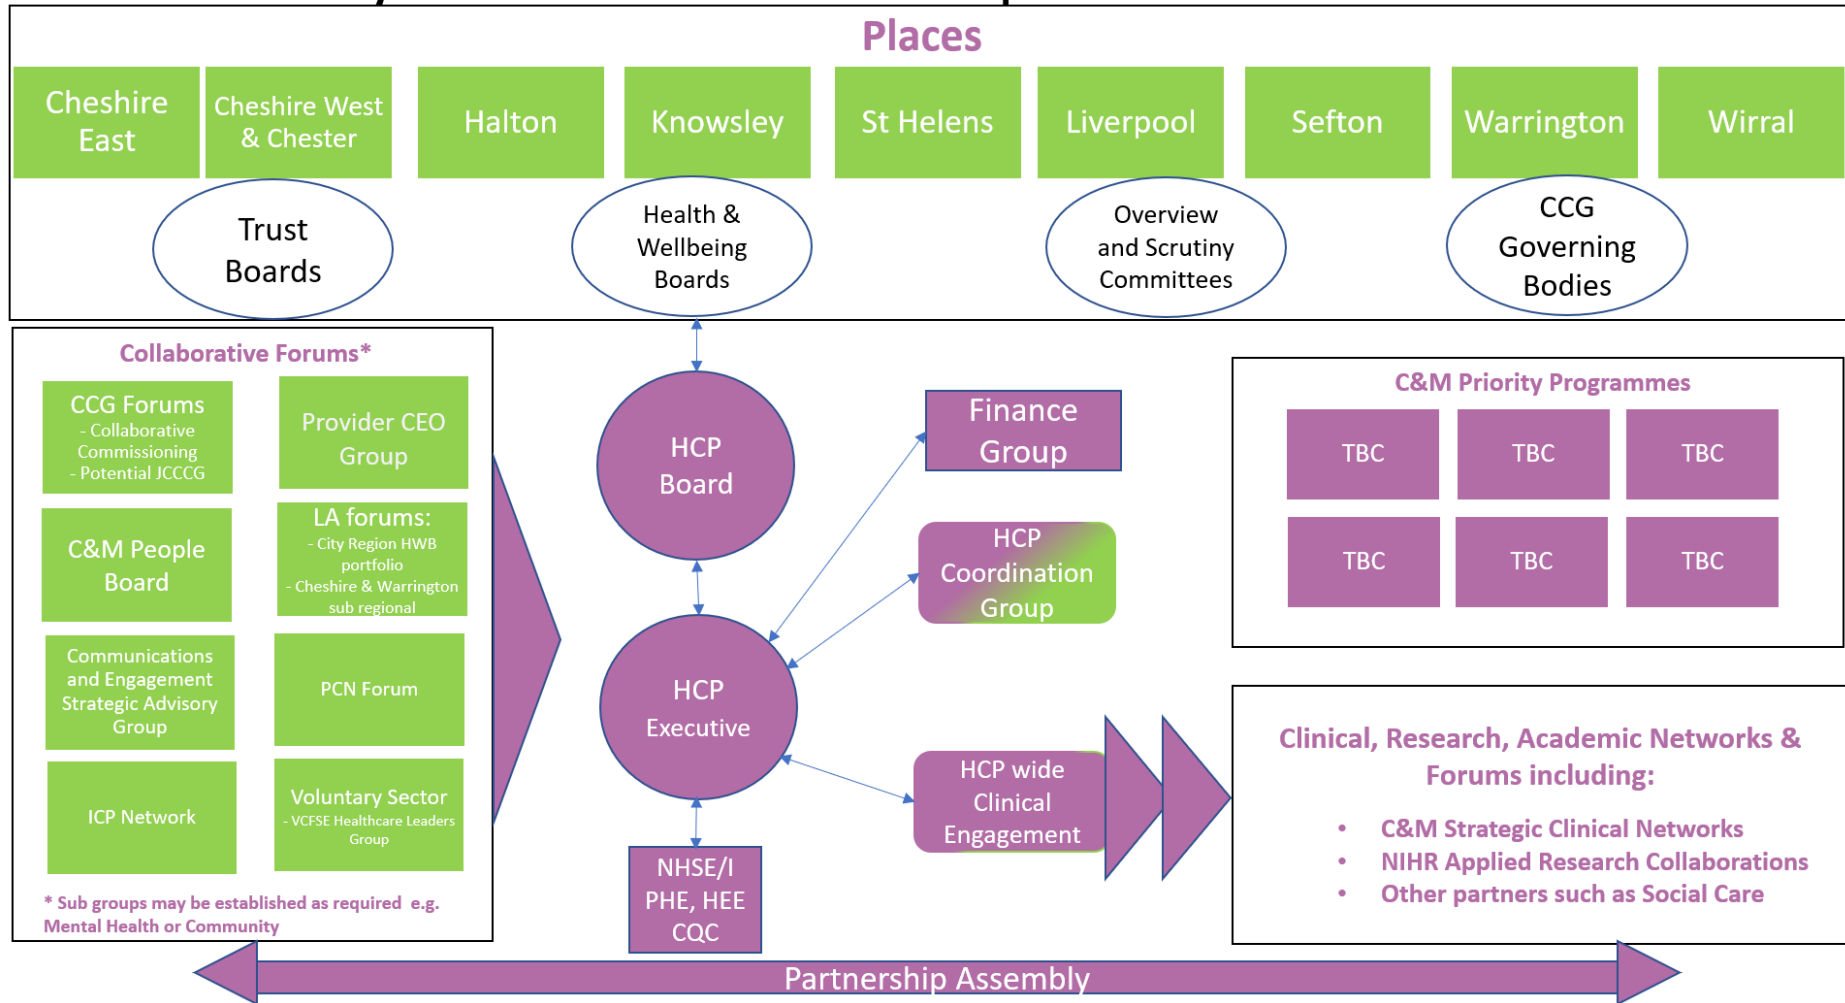 Places
Cheshire
East
Cheshire West
& Chester
Halton
Knowsley
St Helens
Liverpool
Sefton
Warrington
Wirral
Trust
Boards
Health &
Wellbeing
Boards
Overview
and Scrutiny
Committees
CCG
Governing
Bodies
Collaborative Forums*
CCG Forums
- Collaborative
Commissioning
- Potential JCCCG
Provider CEO
Group
C&M People
Board
LA forums:
- City Region HWB
portfolio
- Cheshire & Warrington
sub regional
Communications
and Engagement
Strategic Advisory
Group
PCN Forum
ICP Network
Voluntary Sector
- VCFSE Healthcare Leaders
Group
* Sub groups may be established as required e.g.
Mental Health or Community
HCP
Board
HCP
Executive
NHSE/I
PHE, HEE
CQC
Finance
Group
HCP
Coordination
Group
HCP wide
Clinical
Engagement
C&M Priority Programmes
TBC
TBC
TBC
TBC
TBC
TBC
Clinical, Research, Academic Networks &
Forums including:
• C&M Strategic Clinical Networks
• NIHR Applied Research Collaborations
• Other partners such as Social Care
Partnership Assembly